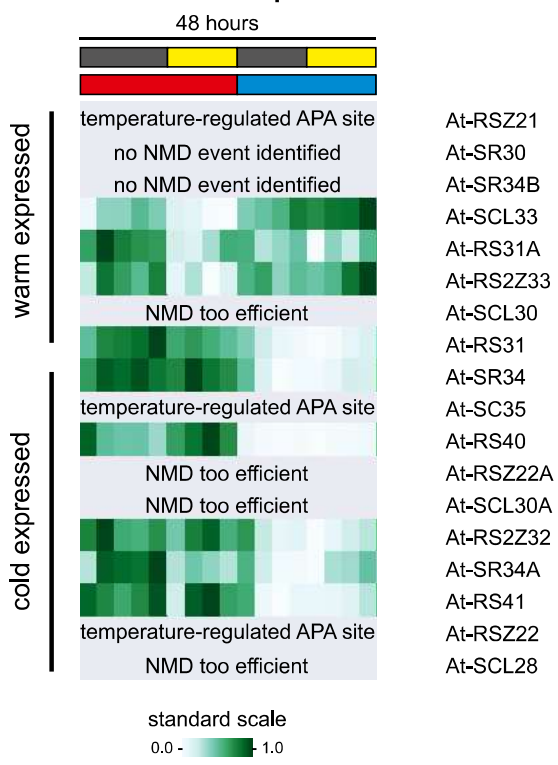 48 hours
temperature-regulated APA site At-RSZ21
no NMD event identified At-SR30
no NMD event identified At-SR34B
At-SCL33
At-RS31A
At-RS2Z33
NMD too efficient At-SCL30
At-RS31
At-SR34
temperature-regulated APA site At-SC35
At-RS40
NMD too efficient At-RSZ22A
NMD too efficient At-SCL30A
At-RS2Z32
At-SR34A
At-RS41
temperature-regulated APA site At-RSZ22
NMD too efficient At-SCL28
warm expressed
cold expressed
standard scale
0.0 - - 1.0